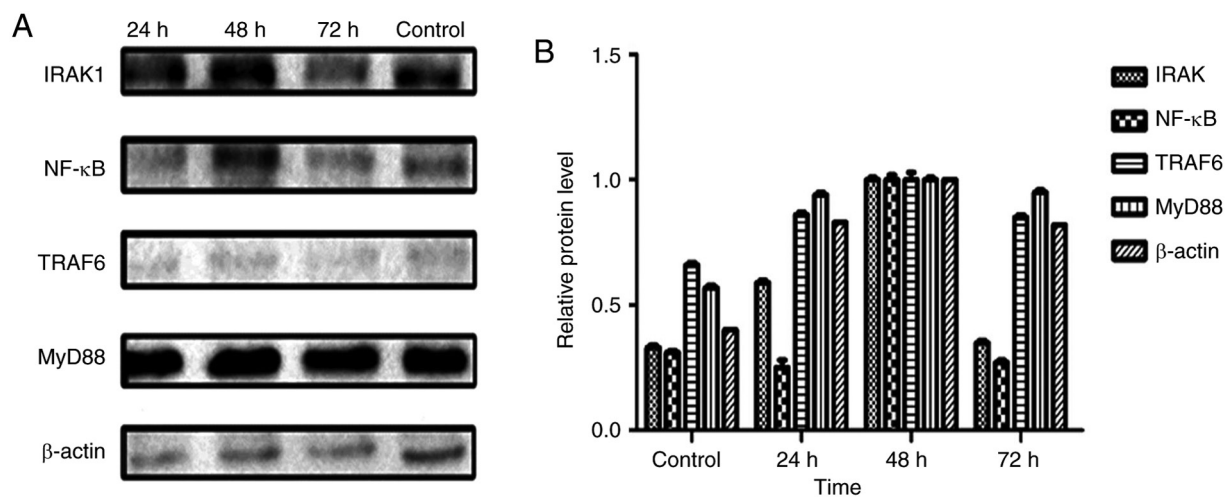 A
24 h 48 h 72 h Control
IRAK1
NF-κB
TRAF6
MyD88
β-actin
B
1.5
1.0
0.5
0.0
Relative protein level
Control 24 h 48 h 72 h
Time
IRAK
NF-κB
TRAF6
MyD88
β-actin